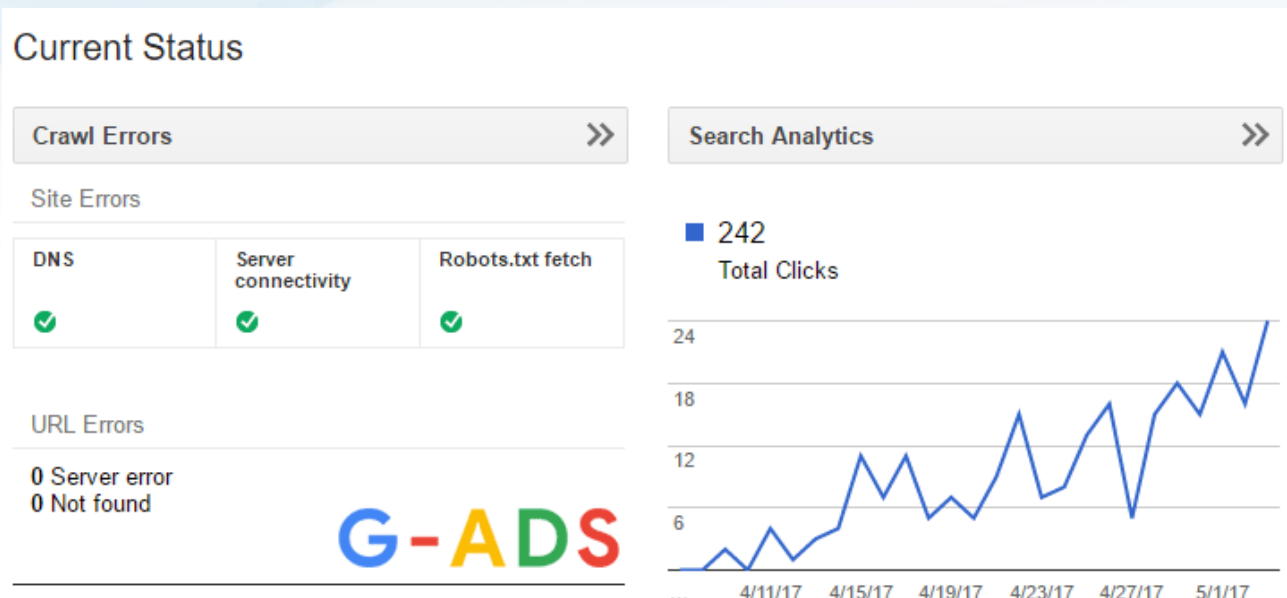 Current Status
Crawl Errors
Site Errors
DNS
Server
connectivity
Robots.txt fetch
URL Errors
0 Server error
0 Not found
G-ADS
Search Analytics
242
Total Clicks
24
18
12
6
...
4/11/17
4/15/17
4/19/17
4/23/17
4/27/17
5/1/17